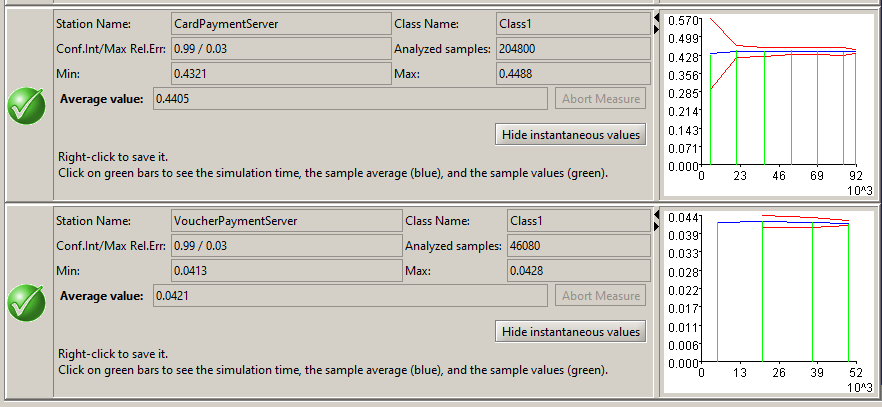 Station Name: CardPaymentServer Class Name: Class1
Conf.Int/Max Rel.Err: 0.99 / 0.03 Analyzed samples: 204800
Min: 0.4321 Max: 0.4488
Average value: 0.4405 Abort Measure
Hide instantaneous values
Right-click to save it.
Click on green bars to see the simulation time, the sample average (blue), and the sample values (green).
0.570
0.499
0.428
0.356
0.285
0.214
0.143
0.071
0.000
0 23 46 69 92
10^3
Station Name: VoucherPaymentServer Class Name: Class1
Conf.Int/Max Rel.Err: 0.99 / 0.03 Analyzed samples: 46080
Min: 0.0413 Max: 0.0428
Average value: 0.0421 Abort Measure
Hide instantaneous values
Right-click to save it.
Click on green bars to see the simulation time, the sample average (blue), and the sample values (green).
0.044
0.039
0.033
0.028
0.022
0.017
0.011
0.006
0.000
0 13 26 39 52
10^3